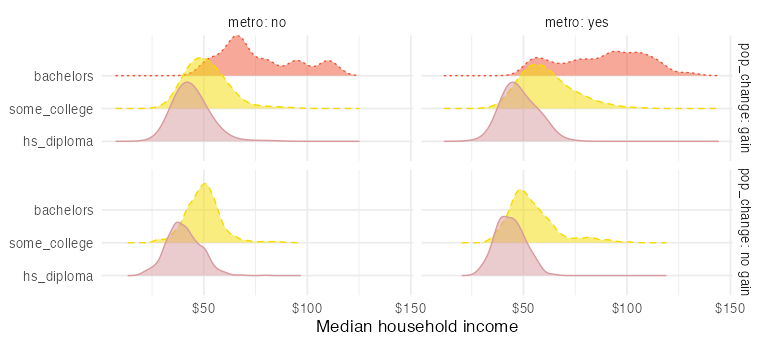 metro: no
metro: yes
bachelors
some_college
hs_diploma
pop_change: gain
bachelors
some_college
hs_diploma
pop_change: no gain
$50
$100
$150
$50
$100
$150
Median household income